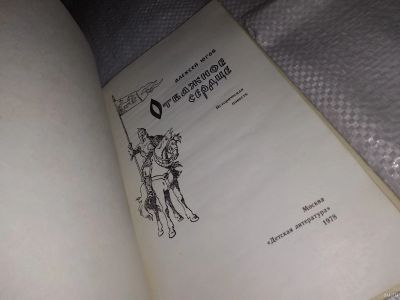 АЛЕКСЕЙ ЮГОВ
ОТВАЖНОЕ
СЕРДЦЕ
Историческая
повесть
Москва
«Детская литература»
1978